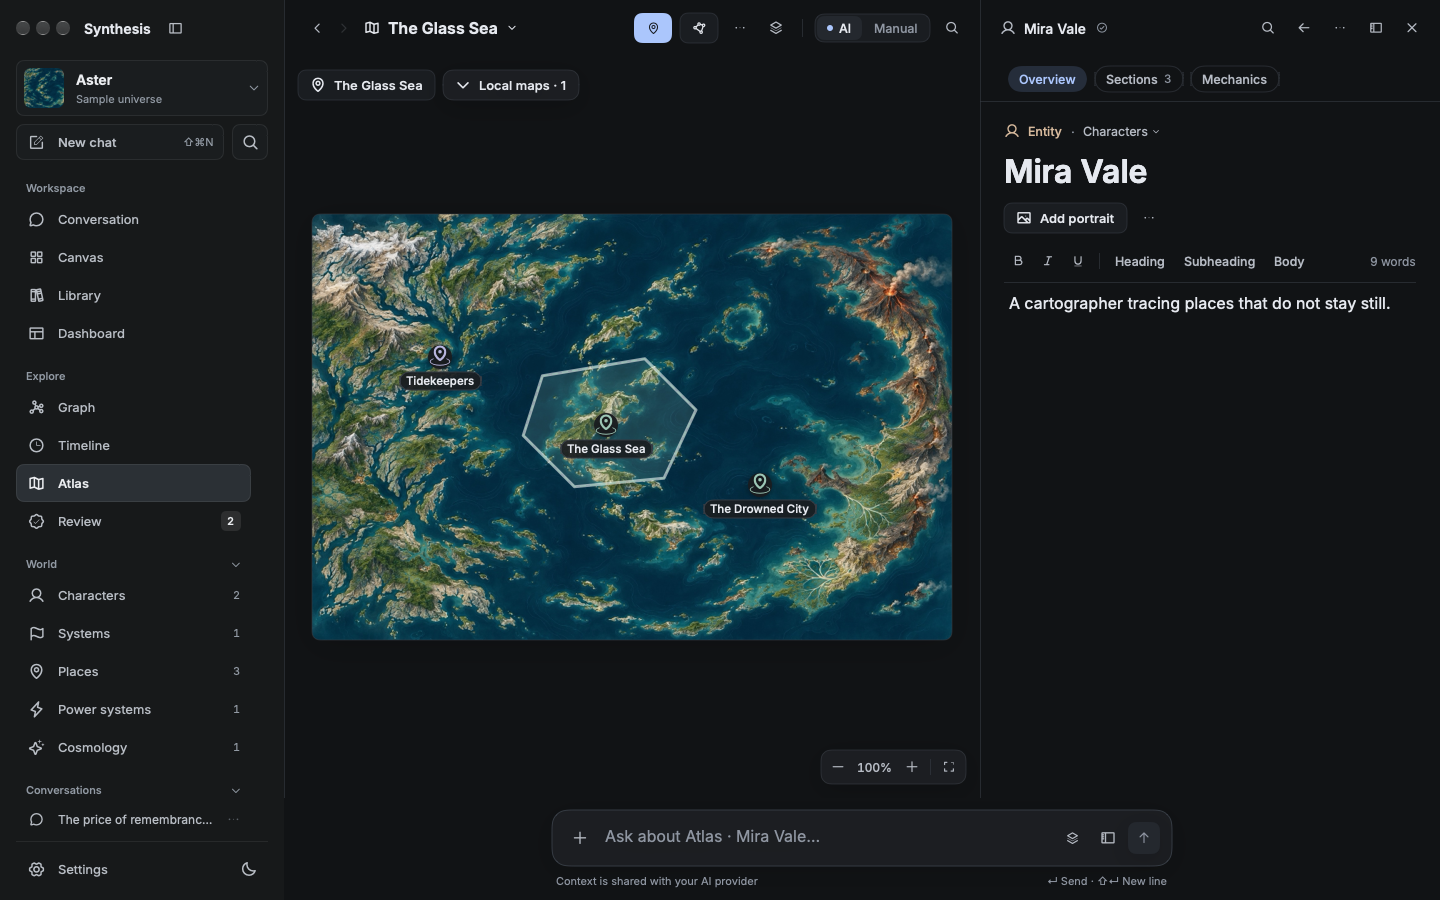 Synthesis
Aster
Sample universe
New chat
⇧⌘N
Workspace
Conversation
Canvas
Library
Dashboard
Explore
Graph
Timeline
Atlas
Review
2
World
Characters
2
Systems
1
Places
3
Power systems
1
Cosmology
1
Conversations
The price of remembranc...
Settings
The Glass Sea
AI
Manual
The Glass Sea
Local maps · 1
Tidekeepers
The Glass Sea
The Drowned City
100%
Mira Vale
Overview
Sections 3
Mechanics
Entity · Characters
Mira Vale
Add portrait
B I U Heading Subheading Body
9 words
A cartographer tracing places that do not stay still.
Ask about Atlas · Mira Vale...
Context is shared with your AI provider
↵ Send · ⇧↵ New line